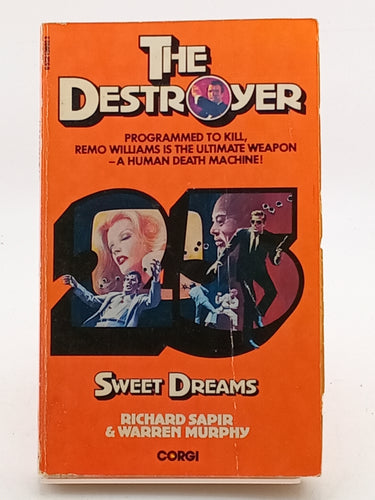 THE
DESTROYER
PROGRAMMED TO KILL,
REMO WILLIAMS IS THE ULTIMATE WEAPON
–A HUMAN DEATH MACHINE!
25
SWEET DREAMS
RICHARD SAPIR
& WARREN MURPHY
CORGI